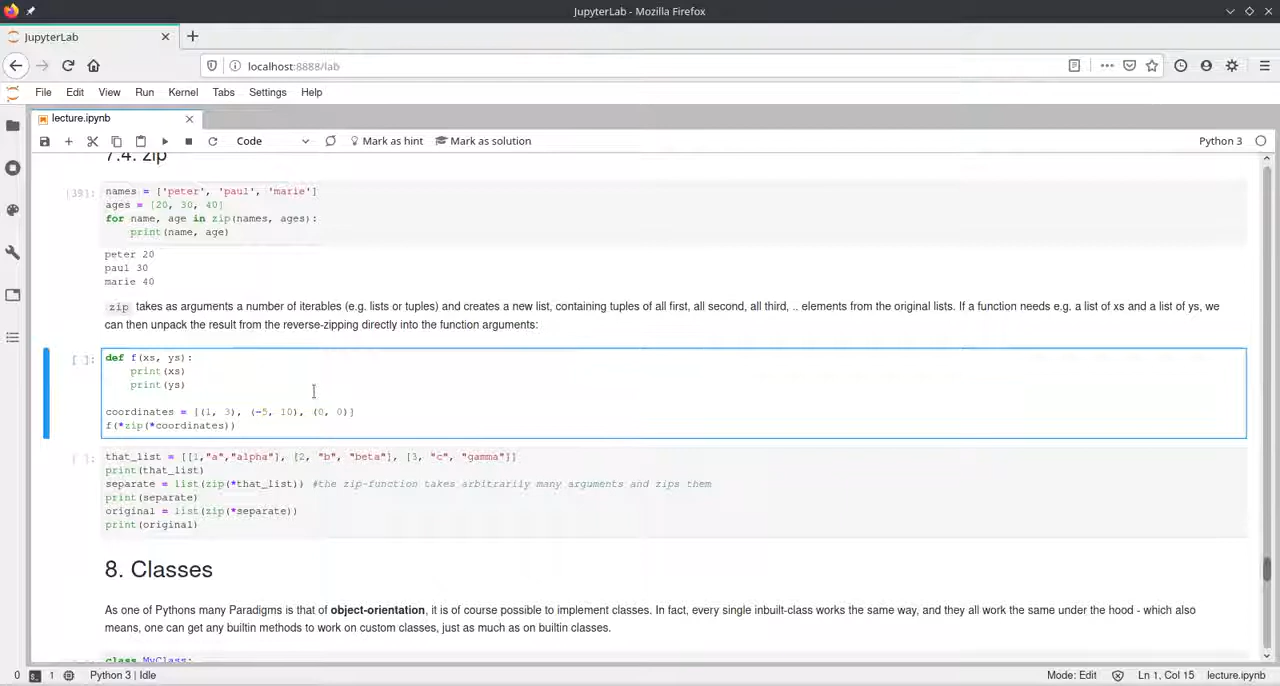 JupyterLab - Mozilla Firefox
JupyterLab
localhost:8888/lab
File Edit View Run Kernel Tabs Settings Help
lecture.ipynb
Code Mark as hint Mark as solution Python 3
7.4. zip
[39]: names = ['peter', 'paul', 'marie']
ages = [20, 30, 40]
for name, age in zip(names, ages):
print(name, age)
peter 20
paul 30
marie 40
zip takes as arguments a number of iterables (e.g. lists or tuples) and creates a new list, containing tuples of all first, all second, all third, .. elements from the original lists. If a function needs e.g. a list of xs and a list of ys, we
can then unpack the result from the reverse-zipping directly into the function arguments:
[ ]: def f(xs, ys):
print(xs)
print(ys)
coordinates = [(1, 3), (-5, 10), (0, 0)]
f(*zip(*coordinates))
[ ]: that_list = [[1,"a","alpha"], [2, "b", "beta"], [3, "c", "gamma"]]
print(that_list)
separate = list(zip(*that_list)) #the zip-function takes arbitrarily many arguments and zips them
print(separate)
original = list(zip(*separate))
print(original)
8. Classes
As one of Pythons many Paradigms is that of object-orientation, it is of course possible to implement classes. In fact, every single inbuilt-class works the same way, and they all work the same under the hood - which also
means, one can get any builtin methods to work on custom classes, just as much as on builtin classes.
class MyClass:
0 1 Python 3 | Idle Mode: Edit Ln 1, Col 15 lecture.ipynb